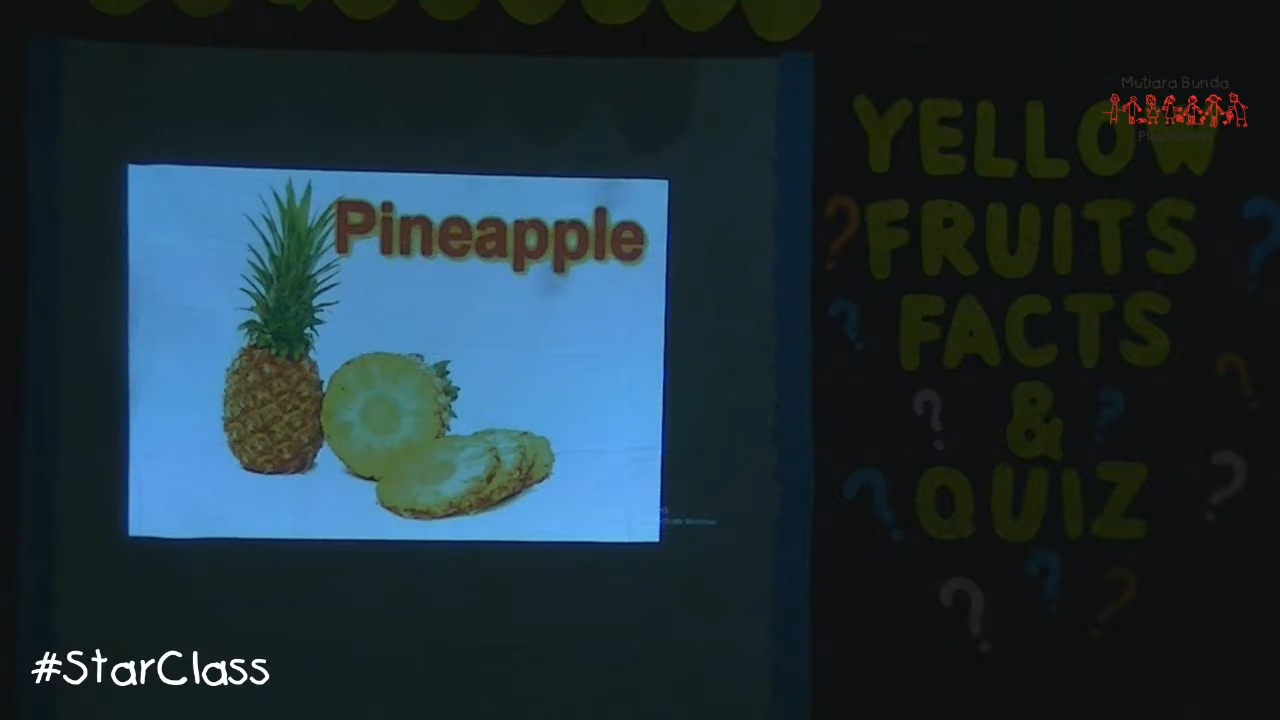 Mutiara Bunda
YELLOW
FRUITS
FACTS
&
QUIZ
Pineapple
#StarClass